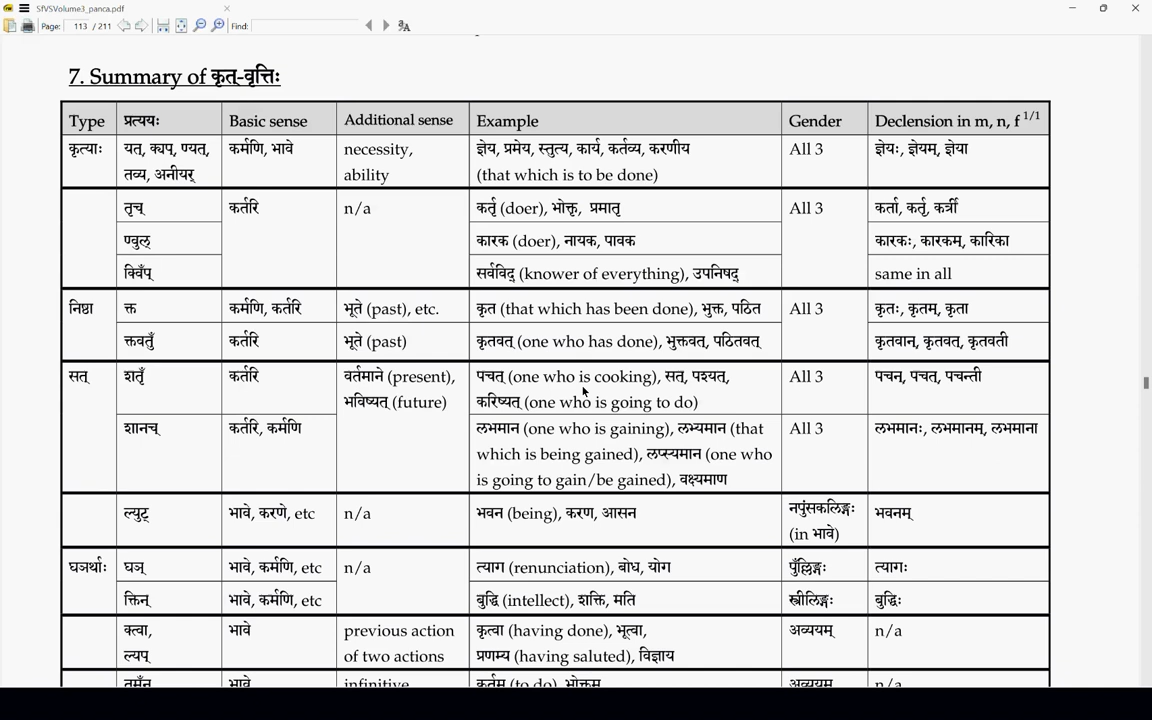 SfVSVolume3_panca.pdf
Page: 113 / 211 Find:
7. Summary of कृत्-वृत्तिः
Type प्रत्ययः Basic sense Additional sense Example Gender Declension in m, n, f 1/1
कृत्याः यत्, क्यप्, ण्यत्, कर्मणि, भावे necessity, ज्ञेय, प्रमेय, स्तुत्य, कार्य, कर्तव्य, करणीय All 3 ज्ञेयः, ज्ञेयम्, ज्ञेया
तव्य, अनीयर् ability (that which is to be done)
तृच् कर्तरि n/a कर्तृ (doer), भोक्तृ, प्रमातृ All 3 कर्ता, कर्तृ, कर्त्री
ण्वुल् कारक (doer), नायक, पावक कारकः, कारकम्, कारिका
क्विँप् सर्वविद् (knower of everything), उपनिषद् same in all
निष्ठा क्त कर्मणि, कर्तरि भूते (past), etc. कृत (that which has been done), भुक्त, पठित All 3 कृतः, कृतम्, कृता
क्तवतुँ कर्तरि भूते (past) कृतवत् (one who has done), भुक्तवत्, पठितवत् कृतवान्, कृतवत्, कृतवती
सत् शतृँ कर्तरि वर्तमाने (present), पचत् (one who is cooking), सत्, पश्यत्, All 3 पचन्, पचत्, पचन्ती
भविष्यत् (future) करिष्यत् (one who is going to do)
शानच् कर्तरि, कर्मणि लभमान (one who is gaining), लभ्यमान (that All 3 लभमानः, लभमानम्, लभमाना
which is being gained), लप्स्यमान (one who
is going to gain/be gained), वक्ष्यमाण
ल्युट् भावे, करणे, etc n/a भवन (being), करण, आसन नपुंसकलिङ्गः भवनम्
(in भावे)
घञर्थाः घञ् भावे, कर्मणि, etc n/a त्याग (renunciation), बोध, योग पुँल्लिङ्गः त्यागः
क्तिन् भावे, कर्मणि, etc बुद्धि (intellect), शक्ति, मति स्त्रीलिङ्गः बुद्धिः
क्त्वा, भावे previous action कृत्वा (having done), भूत्वा, अव्ययम् n/a
ल्यप् of two actions प्रणम्य (having saluted), विज्ञाय
तुमुँन् भावे infinitive कर्तुम् (to do), भोक्तुम् अव्ययम् n/a